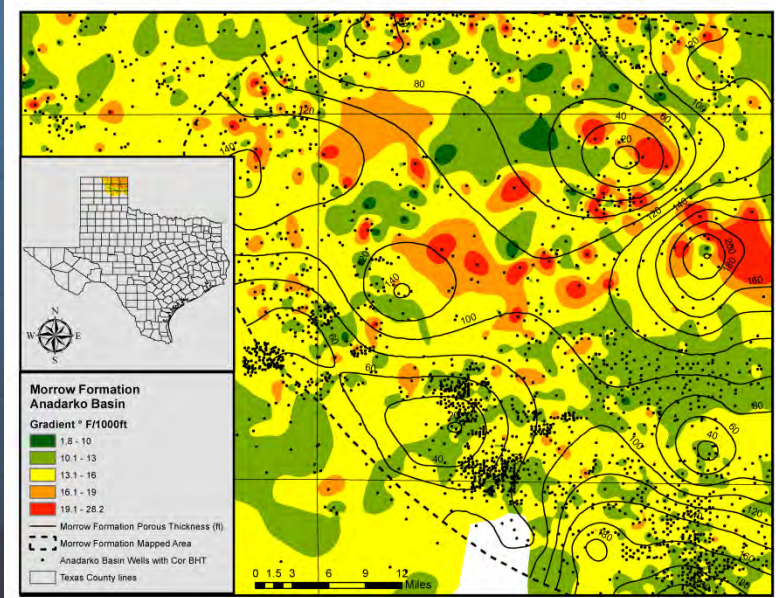 W E
N
S
Morrow Formation
Anadarko Basin
Gradient ° F/1000ft
1.8 - 10
10.1 - 13
13.1 - 16
16.1 - 19
19.1 - 28.2
Morrow Formation Porous Thickness (ft)
Morrow Formation Mapped Area
Anadarko Basin Wells with Cor BHT
Texas County lines
0 1.5 3 6 9 12
Miles
120
80
100
120
40
60
20
140
120
140
160
140
100
60
60
40
80
100
60
40
120
80